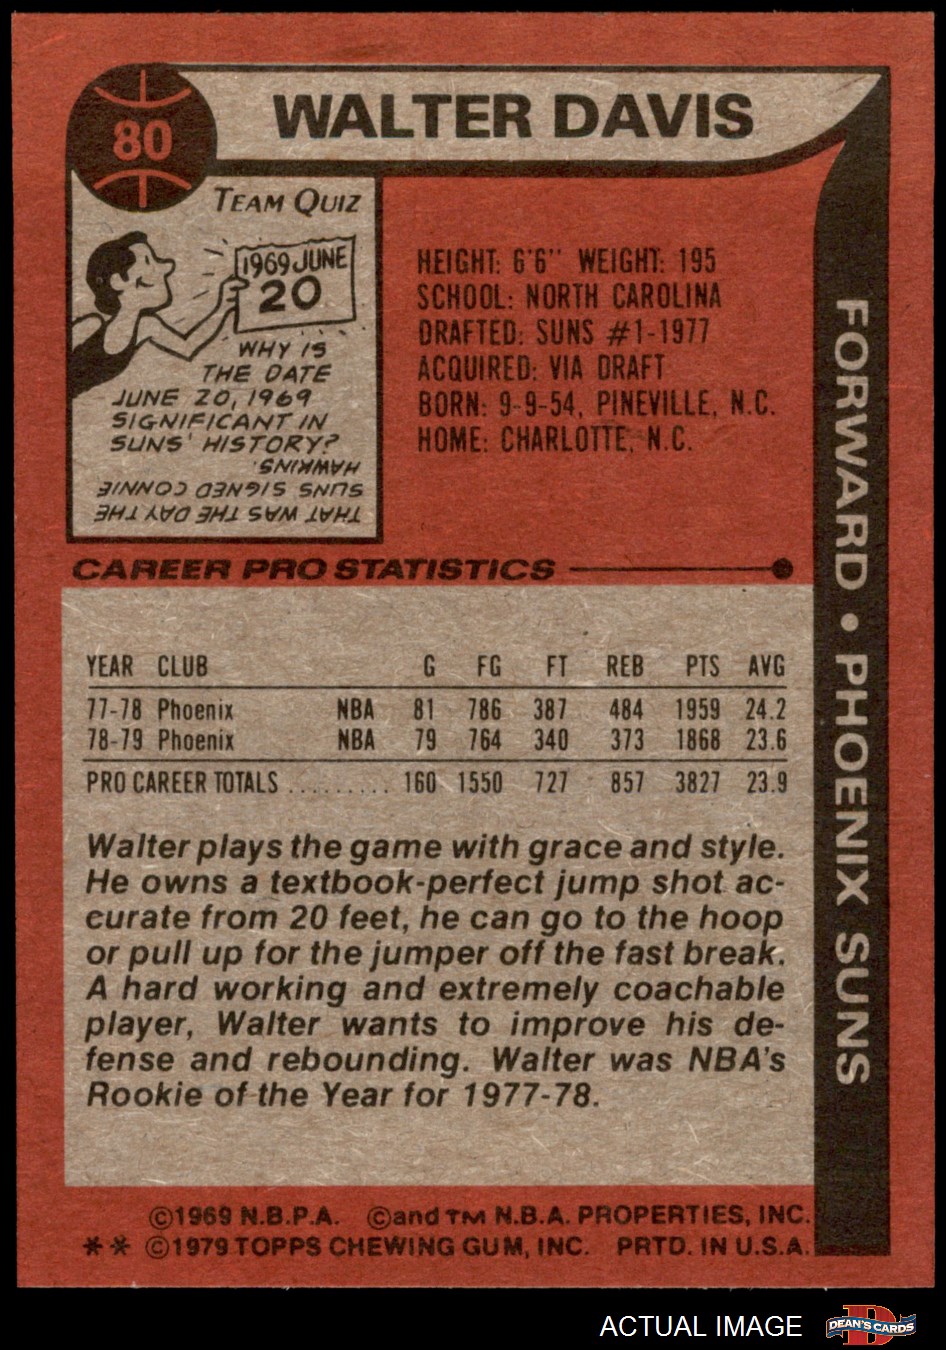 80
WALTER DAVIS
TEAM QUIZ
1969 JUNE
20
WHY IS
THE DATE
JUNE 20, 1969
SIGNIFICANT IN
SUNS' HISTORY?
THAT WAS THE DAY THE
SUNS SIGNED CONNIE
HAWKINS.
HEIGHT: 6'6" WEIGHT: 195
SCHOOL: NORTH CAROLINA
DRAFTED: SUNS #1-1977
ACQUIRED: VIA DRAFT
BORN: 9-9-54, PINEVILLE, N.C.
HOME: CHARLOTTE, N.C.
FORWARD • PHOENIX SUNS
CAREER PRO STATISTICS
YEAR CLUB G FG FT REB PTS AVG
77-78 Phoenix NBA 81 786 387 484 1959 24.2
78-79 Phoenix NBA 79 764 340 373 1868 23.6
PRO CAREER TOTALS ......... 160 1550 727 857 3827 23.9
Walter plays the game with grace and style.
He owns a textbook-perfect jump shot ac-
curate from 20 feet, he can go to the hoop
or pull up for the jumper off the fast break.
A hard working and extremely coachable
player, Walter wants to improve his de-
fense and rebounding. Walter was NBA's
Rookie of the Year for 1977-78.
©1969 N.B.P.A. ©and TM N.B.A. PROPERTIES, INC.
** ©1979 TOPPS CHEWING GUM, INC. PRTD. IN U.S.A.
ACTUAL IMAGE
D
DEAN'S CARDS